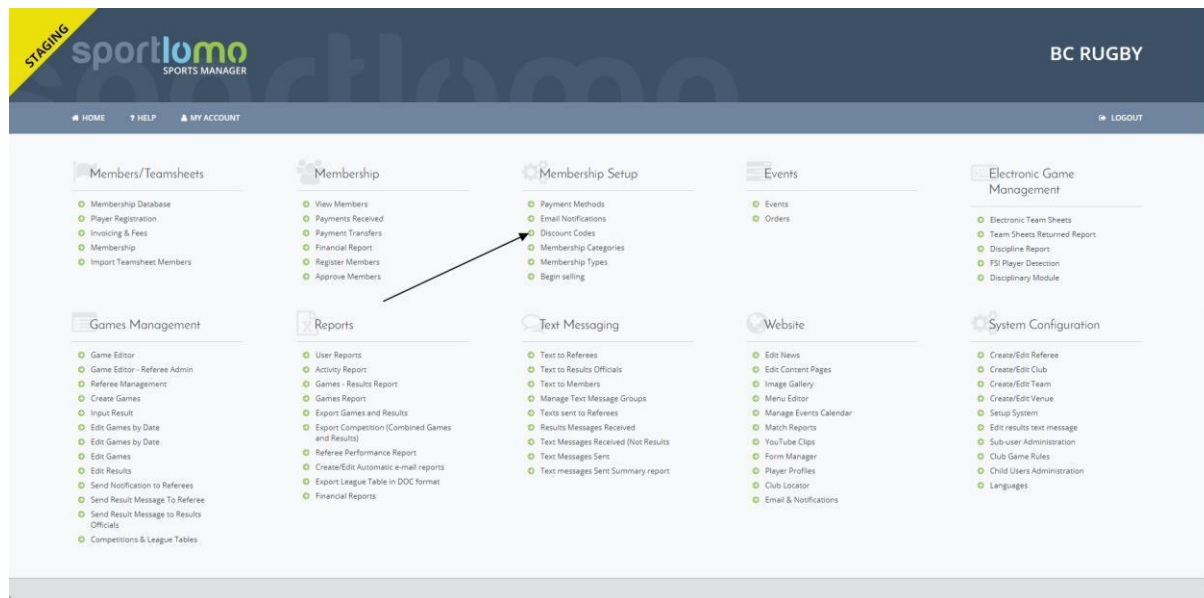 STAGING
sportlomo
SPORTS MANAGER
BC RUGBY
HOME ? HELP MY ACCOUNT LOGOUT
Members/Teamsheets
Membership Database
Player Registration
Invoicing & Fees
Membership
Import Teamsheet Members
Membership
View Members
Payments Received
Payment Transfers
Financial Report
Register Members
Approve Members
Membership Setup
Payment Methods
Email Notifications
Discount Codes
Membership Categories
Membership Types
Begin selling
Events
Events
Orders
Electronic Game
Management
Electronic Team Sheets
Team Sheets Returned Report
Discipline Report
FSI Player Detection
Disciplinary Module
Games Management
Game Editor
Game Editor - Referee Admin
Referee Management
Create Games
Input Result
Edit Games by Date
Edit Games by Date
Edit Games
Edit Results
Send Notification to Referees
Send Result Message To Referee
Send Result Message to Results
Officials
Competitions & League Tables
Reports
User Reports
Activity Report
Games - Results Report
Games Report
Export Games and Results
Export Competition (Combined Games
and Results)
Referee Performance Report
Create/Edit Automatic e-mail reports
Export League Table in DOC format
Financial Reports
Text Messaging
Text to Referees
Text to Results Officials
Text to Members
Manage Text Message Groups
Texts sent to Referees
Results Messages Received
Text Messages Received (Not Results
Text Messages Sent
Text messages Sent Summary report
Website
Edit News
Edit Content Pages
Image Gallery
Menu Editor
Manage Events Calendar
Match Reports
YouTube Clips
Form Manager
Player Profiles
Club Locator
Email & Notifications
System Configuration
Create/Edit Referee
Create/Edit Club
Create/Edit Team
Create/Edit Venue
Setup System
Edit results text message
Sub-user Administration
Club Game Rules
Child Users Administration
Languages